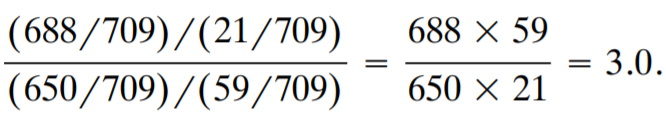 (688/709)/(21/709) / (650/709)/(59/709) = 688 × 59 / 650 × 21 = 3.0.